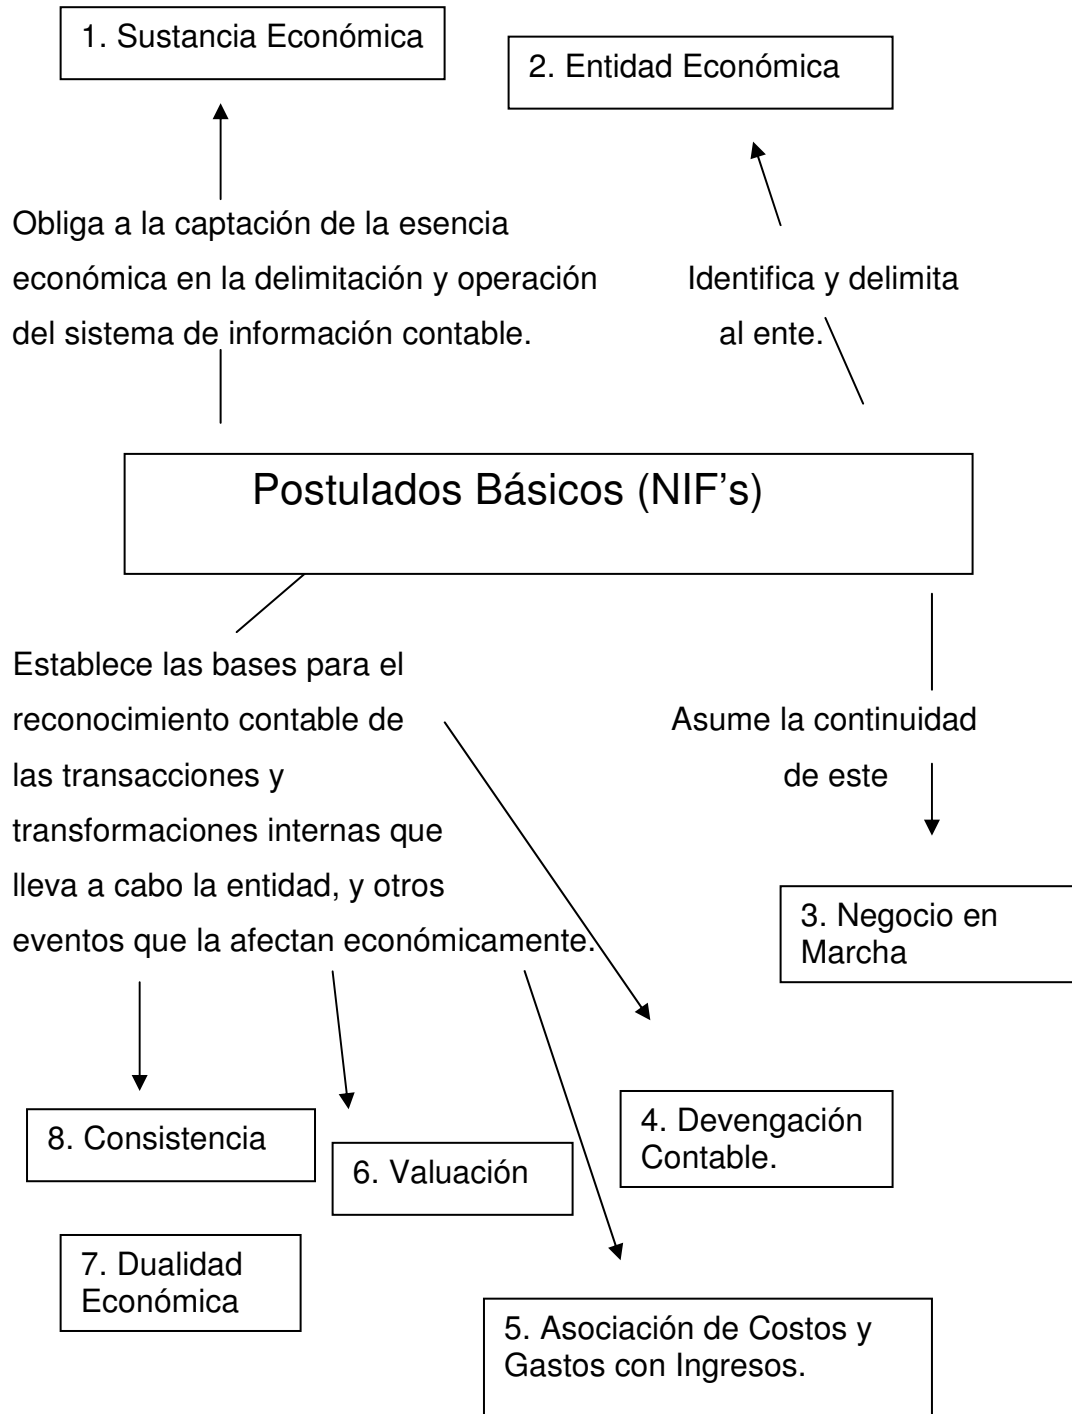 1. Sustancia Económica
2. Entidad Económica
Obliga a la captación de la esencia
económica en la delimitación y operación
del sistema de información contable.
Identifica y delimita
al ente.
Postulados Básicos (NIF’s)
Establece las bases para el
reconocimiento contable de
las transacciones y
transformaciones internas que
lleva a cabo la entidad, y otros
eventos que la afectan económicamente.
Asume la continuidad
de este
3. Negocio en
Marcha
8. Consistencia
6. Valuación
4. Devengación
Contable.
7. Dualidad
Económica
5. Asociación de Costos y
Gastos con Ingresos.